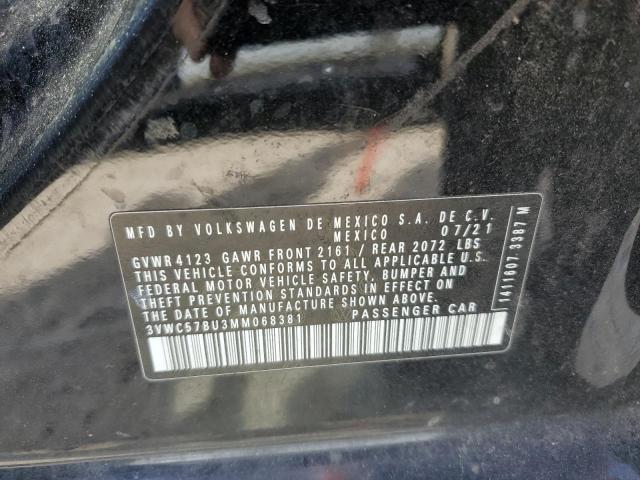 MFD BY VOLKSWAGEN DE MEXICO S.A. DE C.V.
MEXICO 07/21
GVWR 4123 GAWR FRONT 2161 / REAR 2072 LBS
THIS VEHICLE CONFORMS TO ALL APPLICABLE U.S.
FEDERAL MOTOR VEHICLE SAFETY, BUMPER AND
THEFT PREVENTION STANDARDS IN EFFECT ON
THE DATE OF MANUFACTURE SHOWN ABOVE.
3VWC57BU3MM068381 PASSENGER CAR
1411607 3387 M